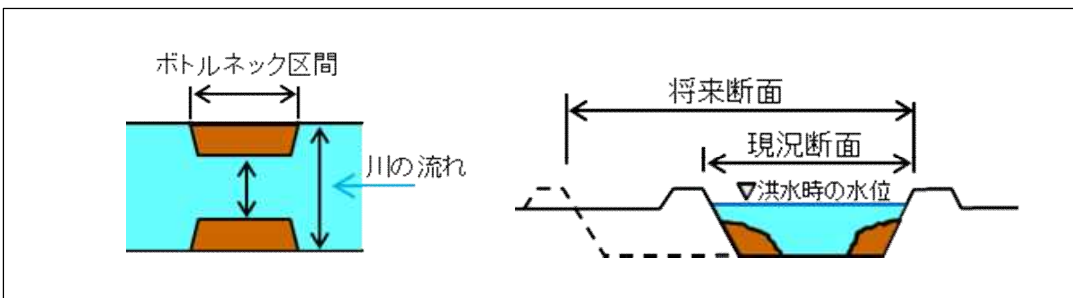 ボトルネック区間
川の流れ
将来断面
現況断面
▽洪水時の水位